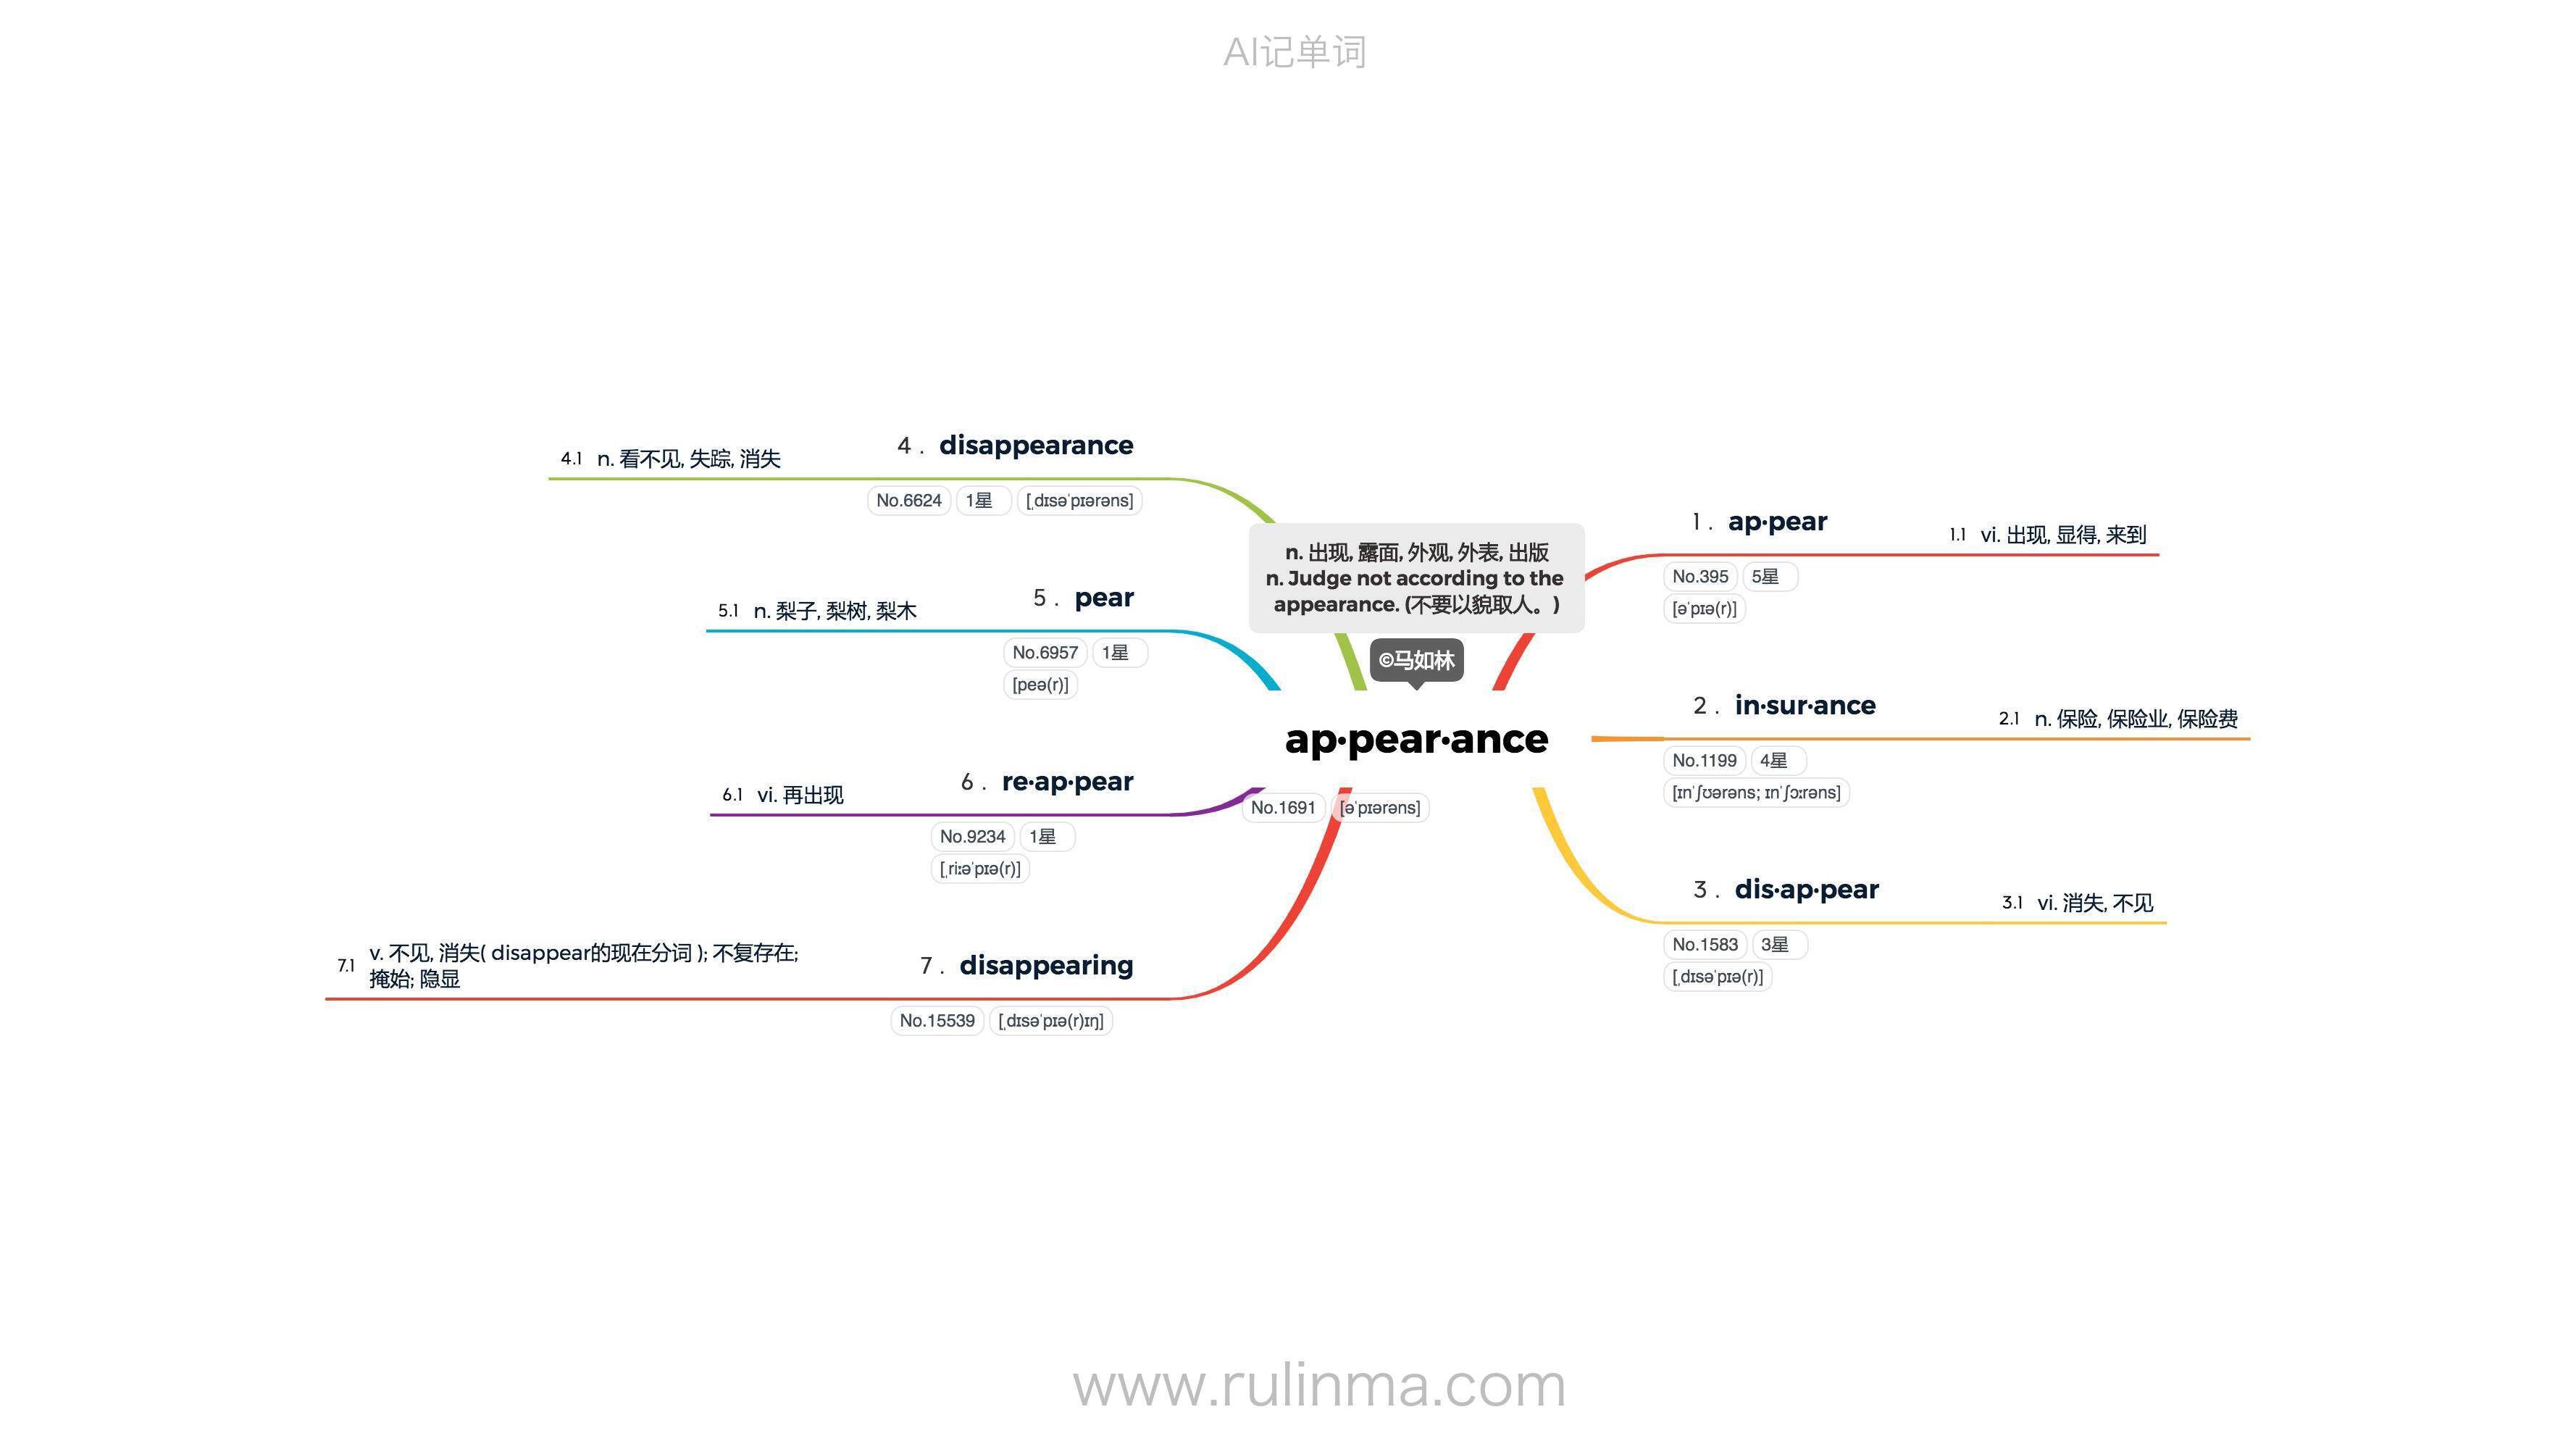 AI记单词
n. 出现, 露面, 外观, 外表, 出版
n. Judge not according to the
appearance. (不要以貌取人。)
©马如林
ap·pear·ance
No.1691 [əˈpɪərəns]
1. ap·pear
1.1 vi. 出现, 显得, 来到
No.395 5星
[əˈpɪə(r)]
2. in·sur·ance
2.1 n. 保险, 保险业, 保险费
No.1199 4星
[ɪnˈʃʊərəns; ɪnˈʃɔːrəns]
3. dis·ap·pear
3.1 vi. 消失, 不见
No.1583 3星
[ˌdɪsəˈpɪə(r)]
4. disappearance
4.1 n. 看不见, 失踪, 消失
No.6624 1星 [ˌdɪsəˈpɪərəns]
5. pear
5.1 n. 梨子, 梨树, 梨木
No.6957 1星
[peə(r)]
6. re·ap·pear
6.1 vi. 再出现
No.9234 1星
[ˌriːəˈpɪə(r)]
7. disappearing
7.1 v. 不见, 消失( disappear的现在分词 ); 不复存在;
掩始; 隐显
No.15539 [ˌdɪsəˈpɪə(r)ɪŋ]
www.rulinma.com